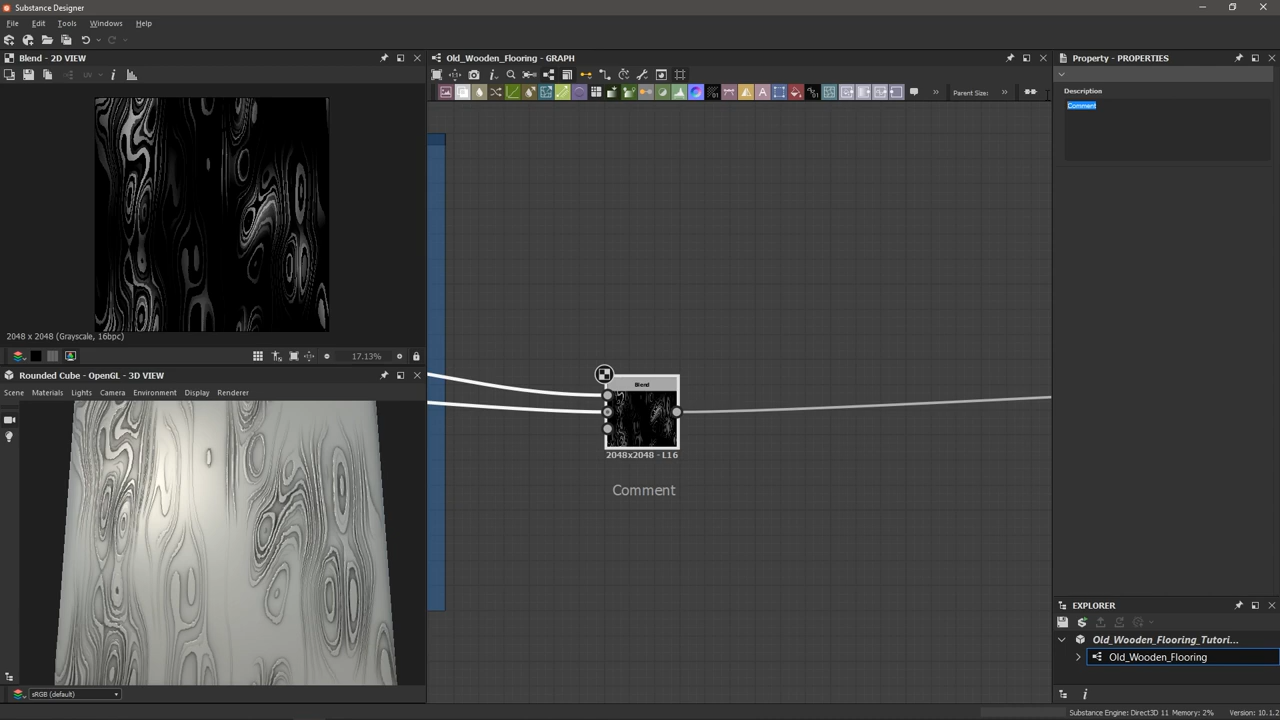 Substance Designer
File Edit Tools Windows Help
Blend - 2D VIEW
UV
2048 x 2048 (Grayscale, 16bpc)
17.13%
Rounded Cube - OpenGL - 3D VIEW
Scene Materials Lights Camera Environment Display Renderer
sRGB (default)
Old_Wooden_Flooring - GRAPH
Parent Size:
Blend
2048x2048 - L16
Comment
Property - PROPERTIES
Description
Comment
EXPLORER
Old_Wooden_Flooring_Tutori...
Old_Wooden_Flooring
Substance Engine: Direct3D 11 Memory: 2% Version: 10.1.2